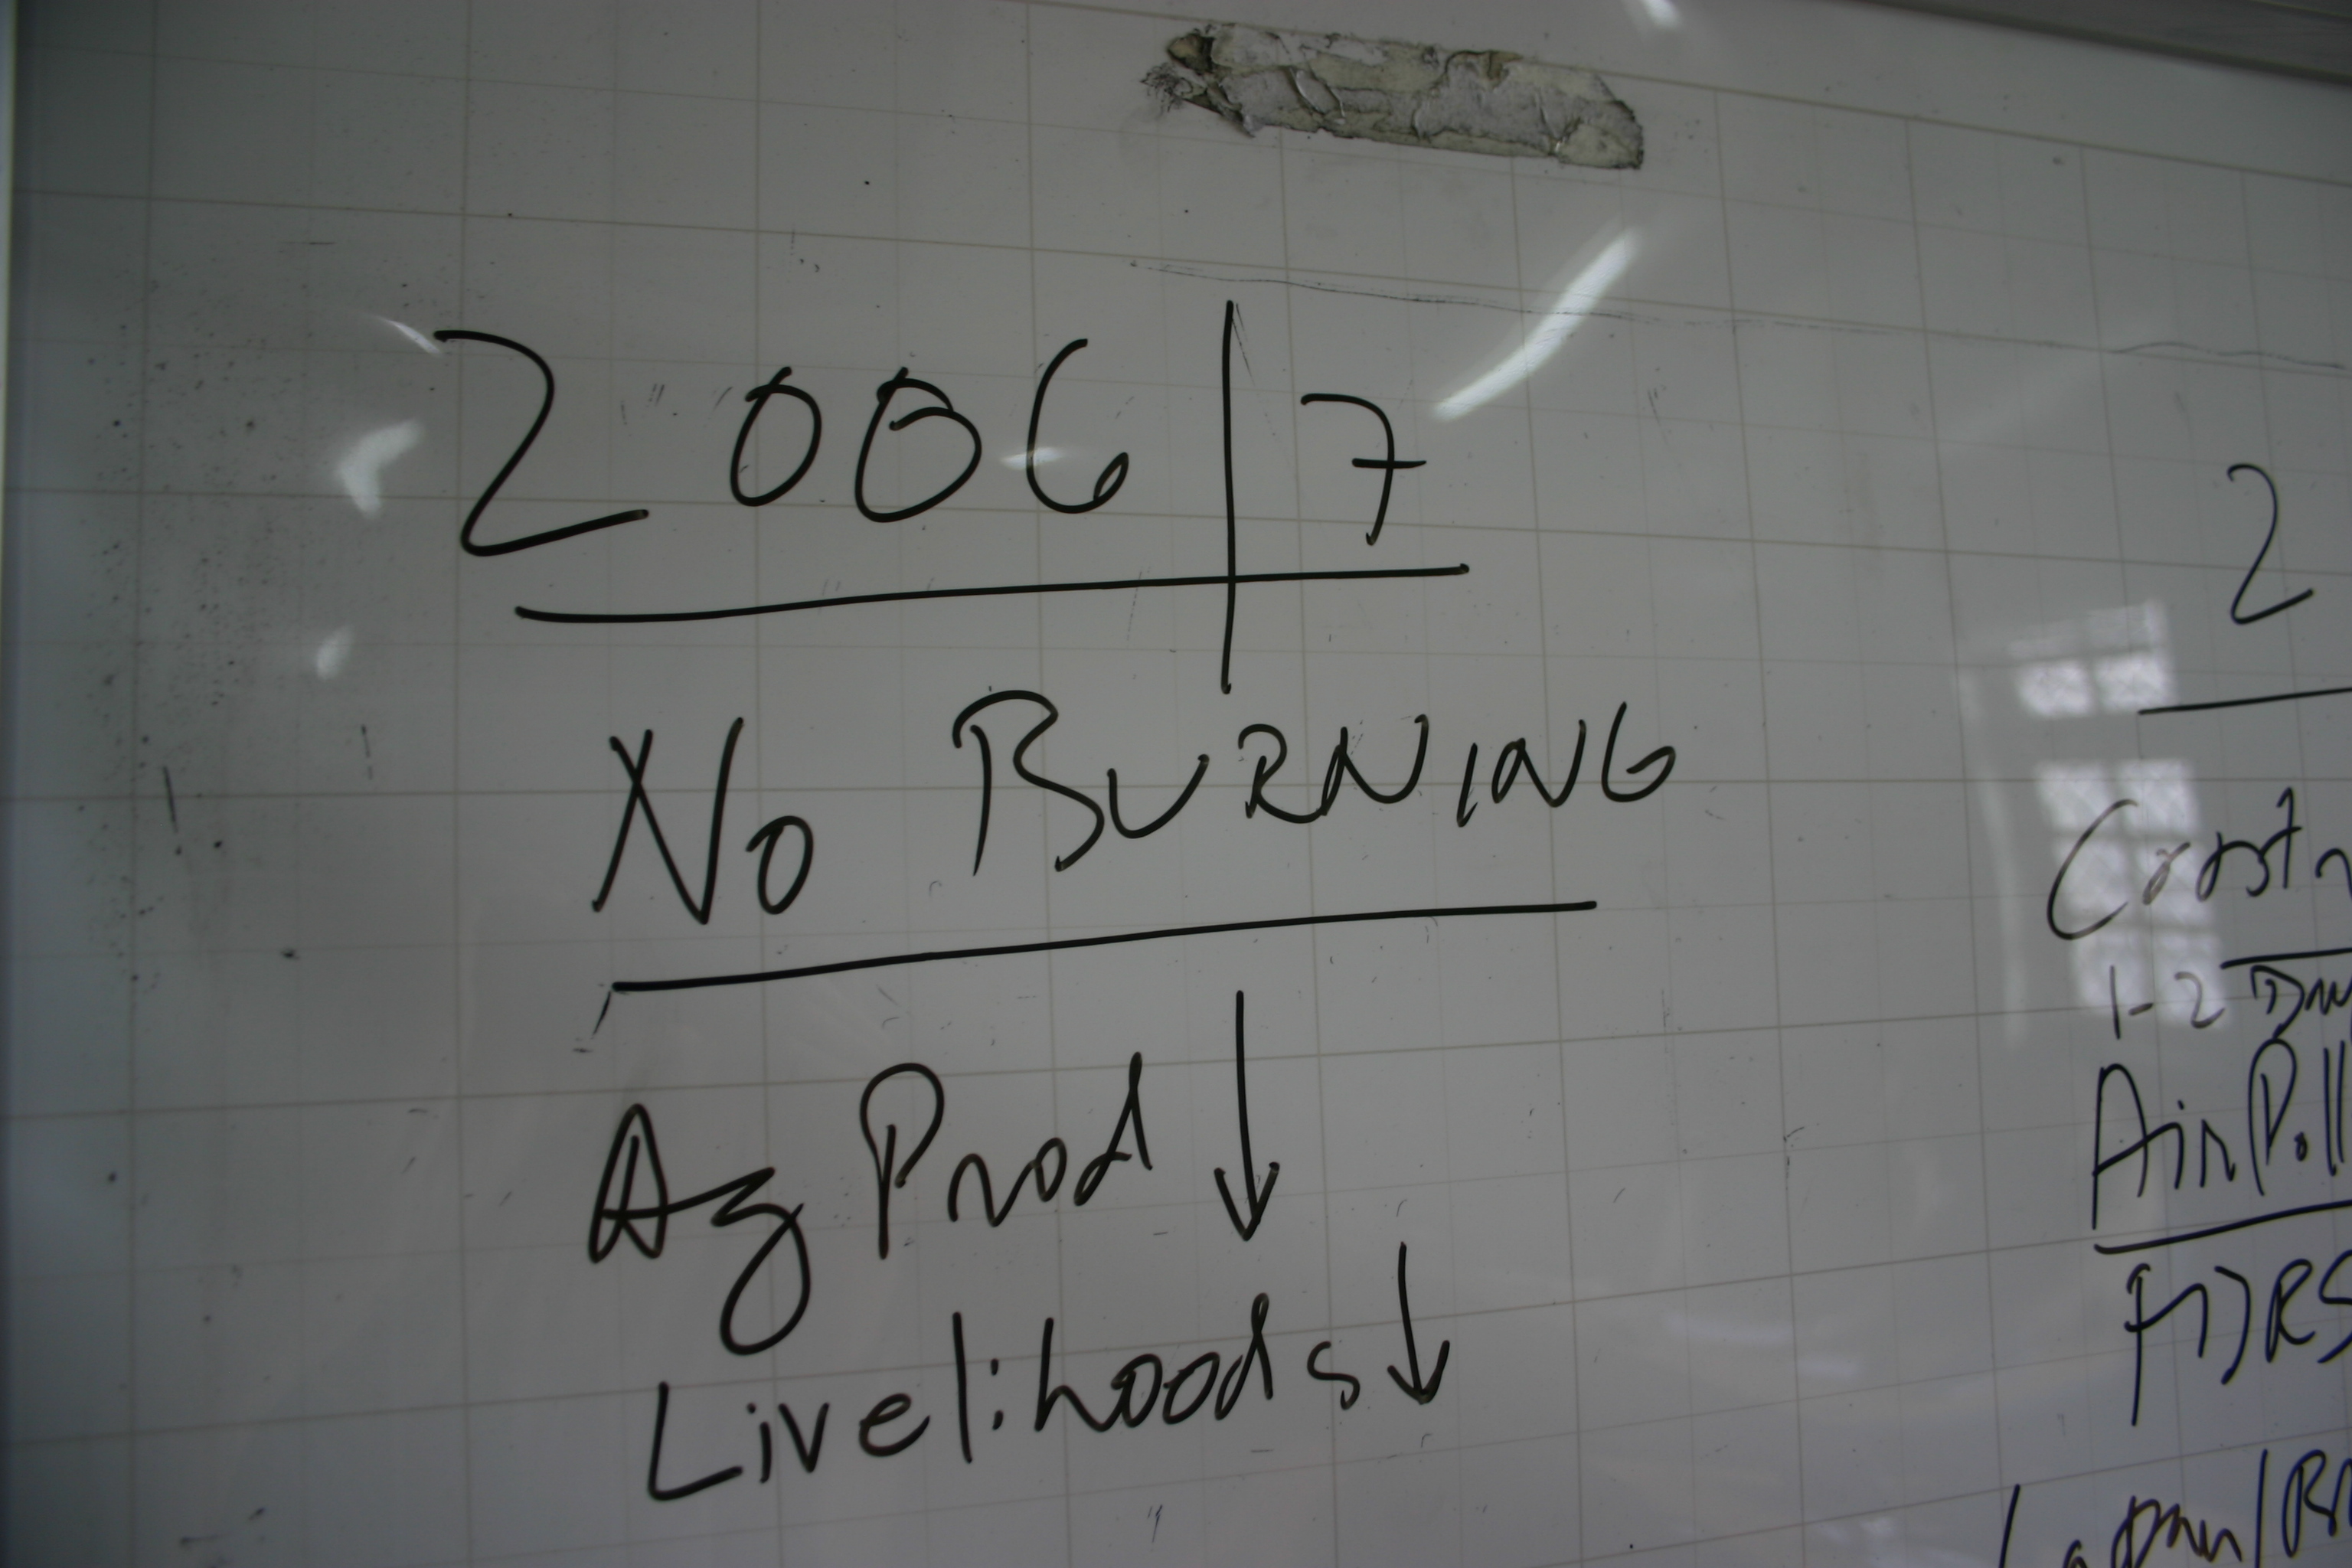 2006|7
No BURNING
Ag Prod ↓
Livelihoods ↓
2
1-2